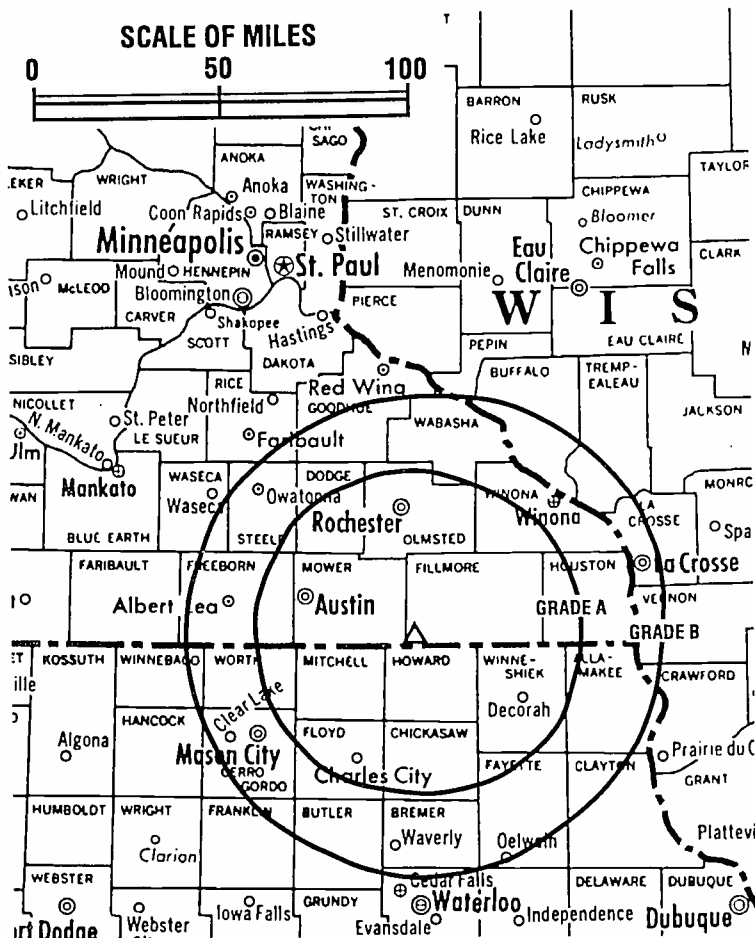 T
SCALE OF MILES
0 50 100
BARRON
RUSK
Rice Lake
Ladysmith
SAGO
ANOKA
TAYLOR
WRIGHT
WASHING-
TON
CHIPPEWA
Anoka
Litchfield
Coon Rapids
Blaine
ST. CROIX
DUNN
Bloomer
RAMSEY
Stillwater
Minneapolis
Eau
Claire
Chippewa
Falls
CLARK
St. Paul
Mound
HENNEPIN
Menomonie
McLEOD
Bloomington
PIERCE
W I S
CARVER
Shakopee
Hastings
SCOTT
EAU CLAIRE
SIBLEY
DAKOTA
PEPIN
BUFFALO
TREMP-
EALEAU
RICE
Red Wing
NICOLLET
Northfield
GOODHUE
JACKSON
N. Mankato
St. Peter
WABASHA
LE SUEUR
Faribault
Ulm
Mankato
WASECA
DODGE
Waseca
Owatonna
WINONA
Rochester
Winona
LA
CROSSE
BLUE EARTH
STEELE
OLMSTED
La Crosse
FARIBAULT
FREEBORN
MOWER
FILLMORE
HOUSTON
VERNON
Albert Lea
Austin
GRADE A
GRADE B
KOSSUTH
WINNEBAGO
WORTH
MITCHELL
HOWARD
WINNE-
SHIEK
ALLA-
MAKEE
CRAWFORD
Clear Lake
Decorah
HANCOCK
FLOYD
CHICKASAW
Algona
Mason City
Prairie du C
CERRO
GORDO
Charles City
FAYETTE
CLAYTON
GRANT
HUMBOLDT
WRIGHT
FRANKLIN
BUTLER
BREMER
Plattevi
Waverly
Oelwein
Clarion
WEBSTER
Cedar Falls
DELAWARE
DUBUQUE
GRUNDY
Waterloo
ort Dodge
Webster
Iowa Falls
Evansdale
Independence
Dubuque